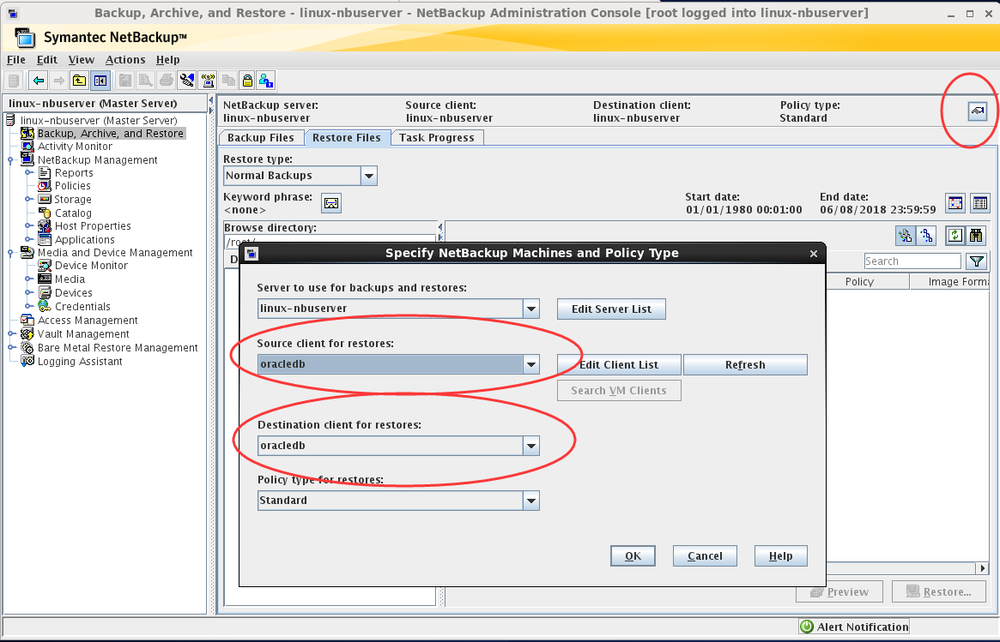 Backup, Archive, and Restore - linux-nbuserver - NetBackup Administration Console [root logged into linux-nbuserver]
Symantec NetBackup™
File Edit View Actions Help
linux-nbuserver (Master Server)
linux-nbuserver (Master Server)
Backup, Archive, and Restore
Activity Monitor
NetBackup Management
Reports
Policies
Storage
Catalog
Host Properties
Applications
Media and Device Management
Device Monitor
Media
Devices
Credentials
Access Management
Vault Management
Bare Metal Restore Management
Logging Assistant
NetBackup server: Source client: Destination client: Policy type:
linux-nbuserver linux-nbuserver linux-nbuserver Standard
Backup Files Restore Files Task Progress
Restore type:
Normal Backups
Keyword phrase: Start date: End date:
<none> 01/01/1980 00:01:00 06/08/2018 23:59:59
Browse directory:
/root/
Search
Policy Image Forma
Specify NetBackup Machines and Policy Type
Server to use for backups and restores:
linux-nbuserver Edit Server List
Source client for restores:
oracledb Edit Client List Refresh
Search VM Clients
Destination client for restores:
oracledb
Policy type for restores:
Standard
OK Cancel Help
Preview Restore...
Alert Notification